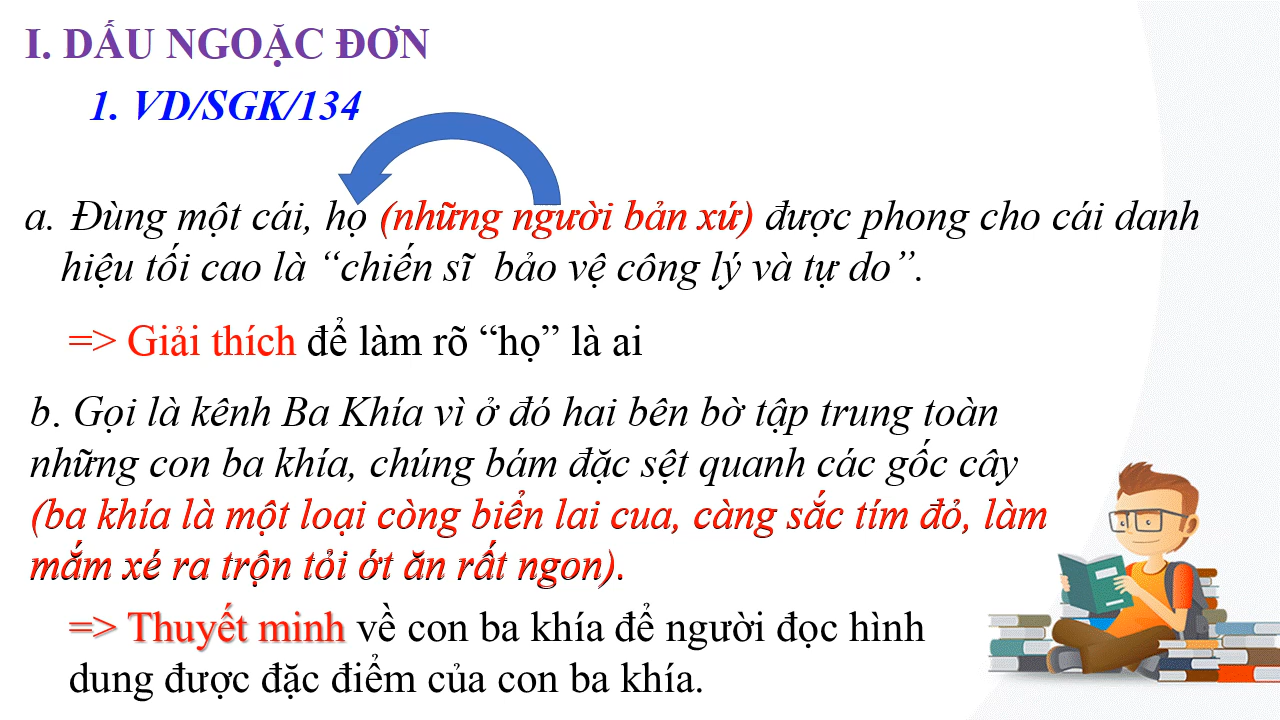 I. DẤU NGOẶC ĐƠN
1. VD/SGK/134
a. Đùng một cái, họ (những người bản xứ) được phong cho cái danh
hiệu tối cao là “chiến sĩ bảo vệ công lý và tự do”.
=> Giải thích để làm rõ “họ” là ai
b. Gọi là kênh Ba Khía vì ở đó hai bên bờ tập trung toàn
những con ba khía, chúng bám đặc sệt quanh các gốc cây
(ba khía là một loại còng biển lai cua, càng sắc tím đỏ, làm
mắm xé ra trộn tỏi ớt ăn rất ngon).
=> Thuyết minh về con ba khía để người đọc hình
dung được đặc điểm của con ba khía.